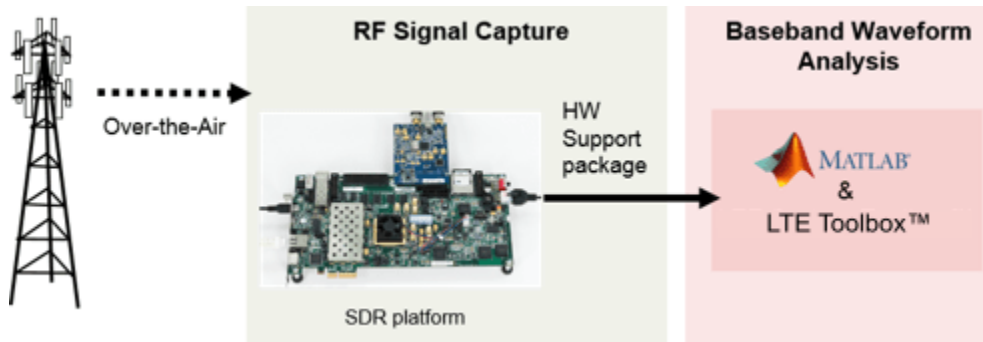 RF Signal Capture
Over-the-Air
HW
Support
package
SDR platform
Baseband Waveform
Analysis
MATLAB®
&
LTE Toolbox™